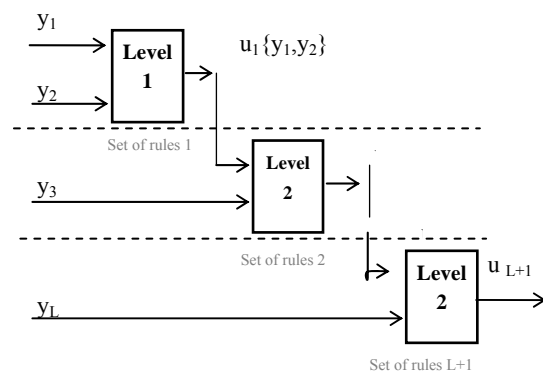 y1
u1{y1,y2}
Level
1
y2
Set of rules 1
Level
2
y3
Set of rules 2
Level
2
u L+1
yL
Set of rules L+1